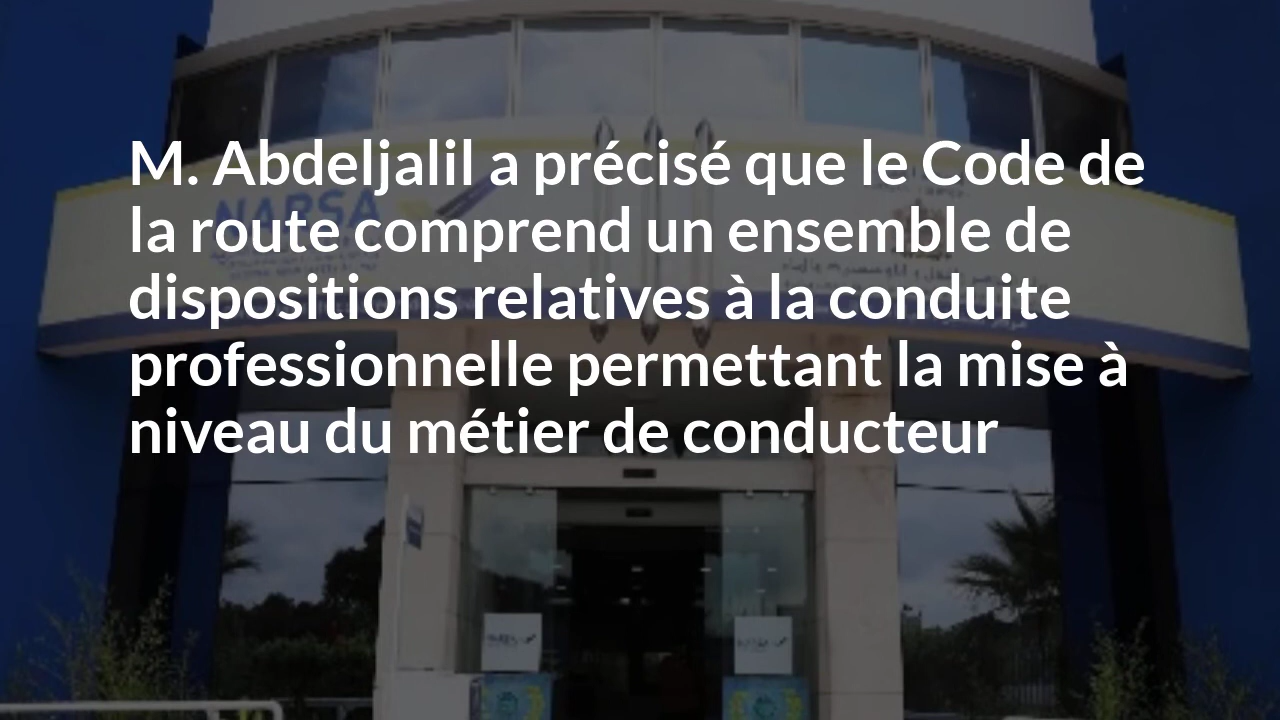 M. Abdeljalil a précisé que le Code de
la route comprend un ensemble de
dispositions relatives à la conduite
professionnelle permettant la mise à
niveau du métier de conducteur
NARSA